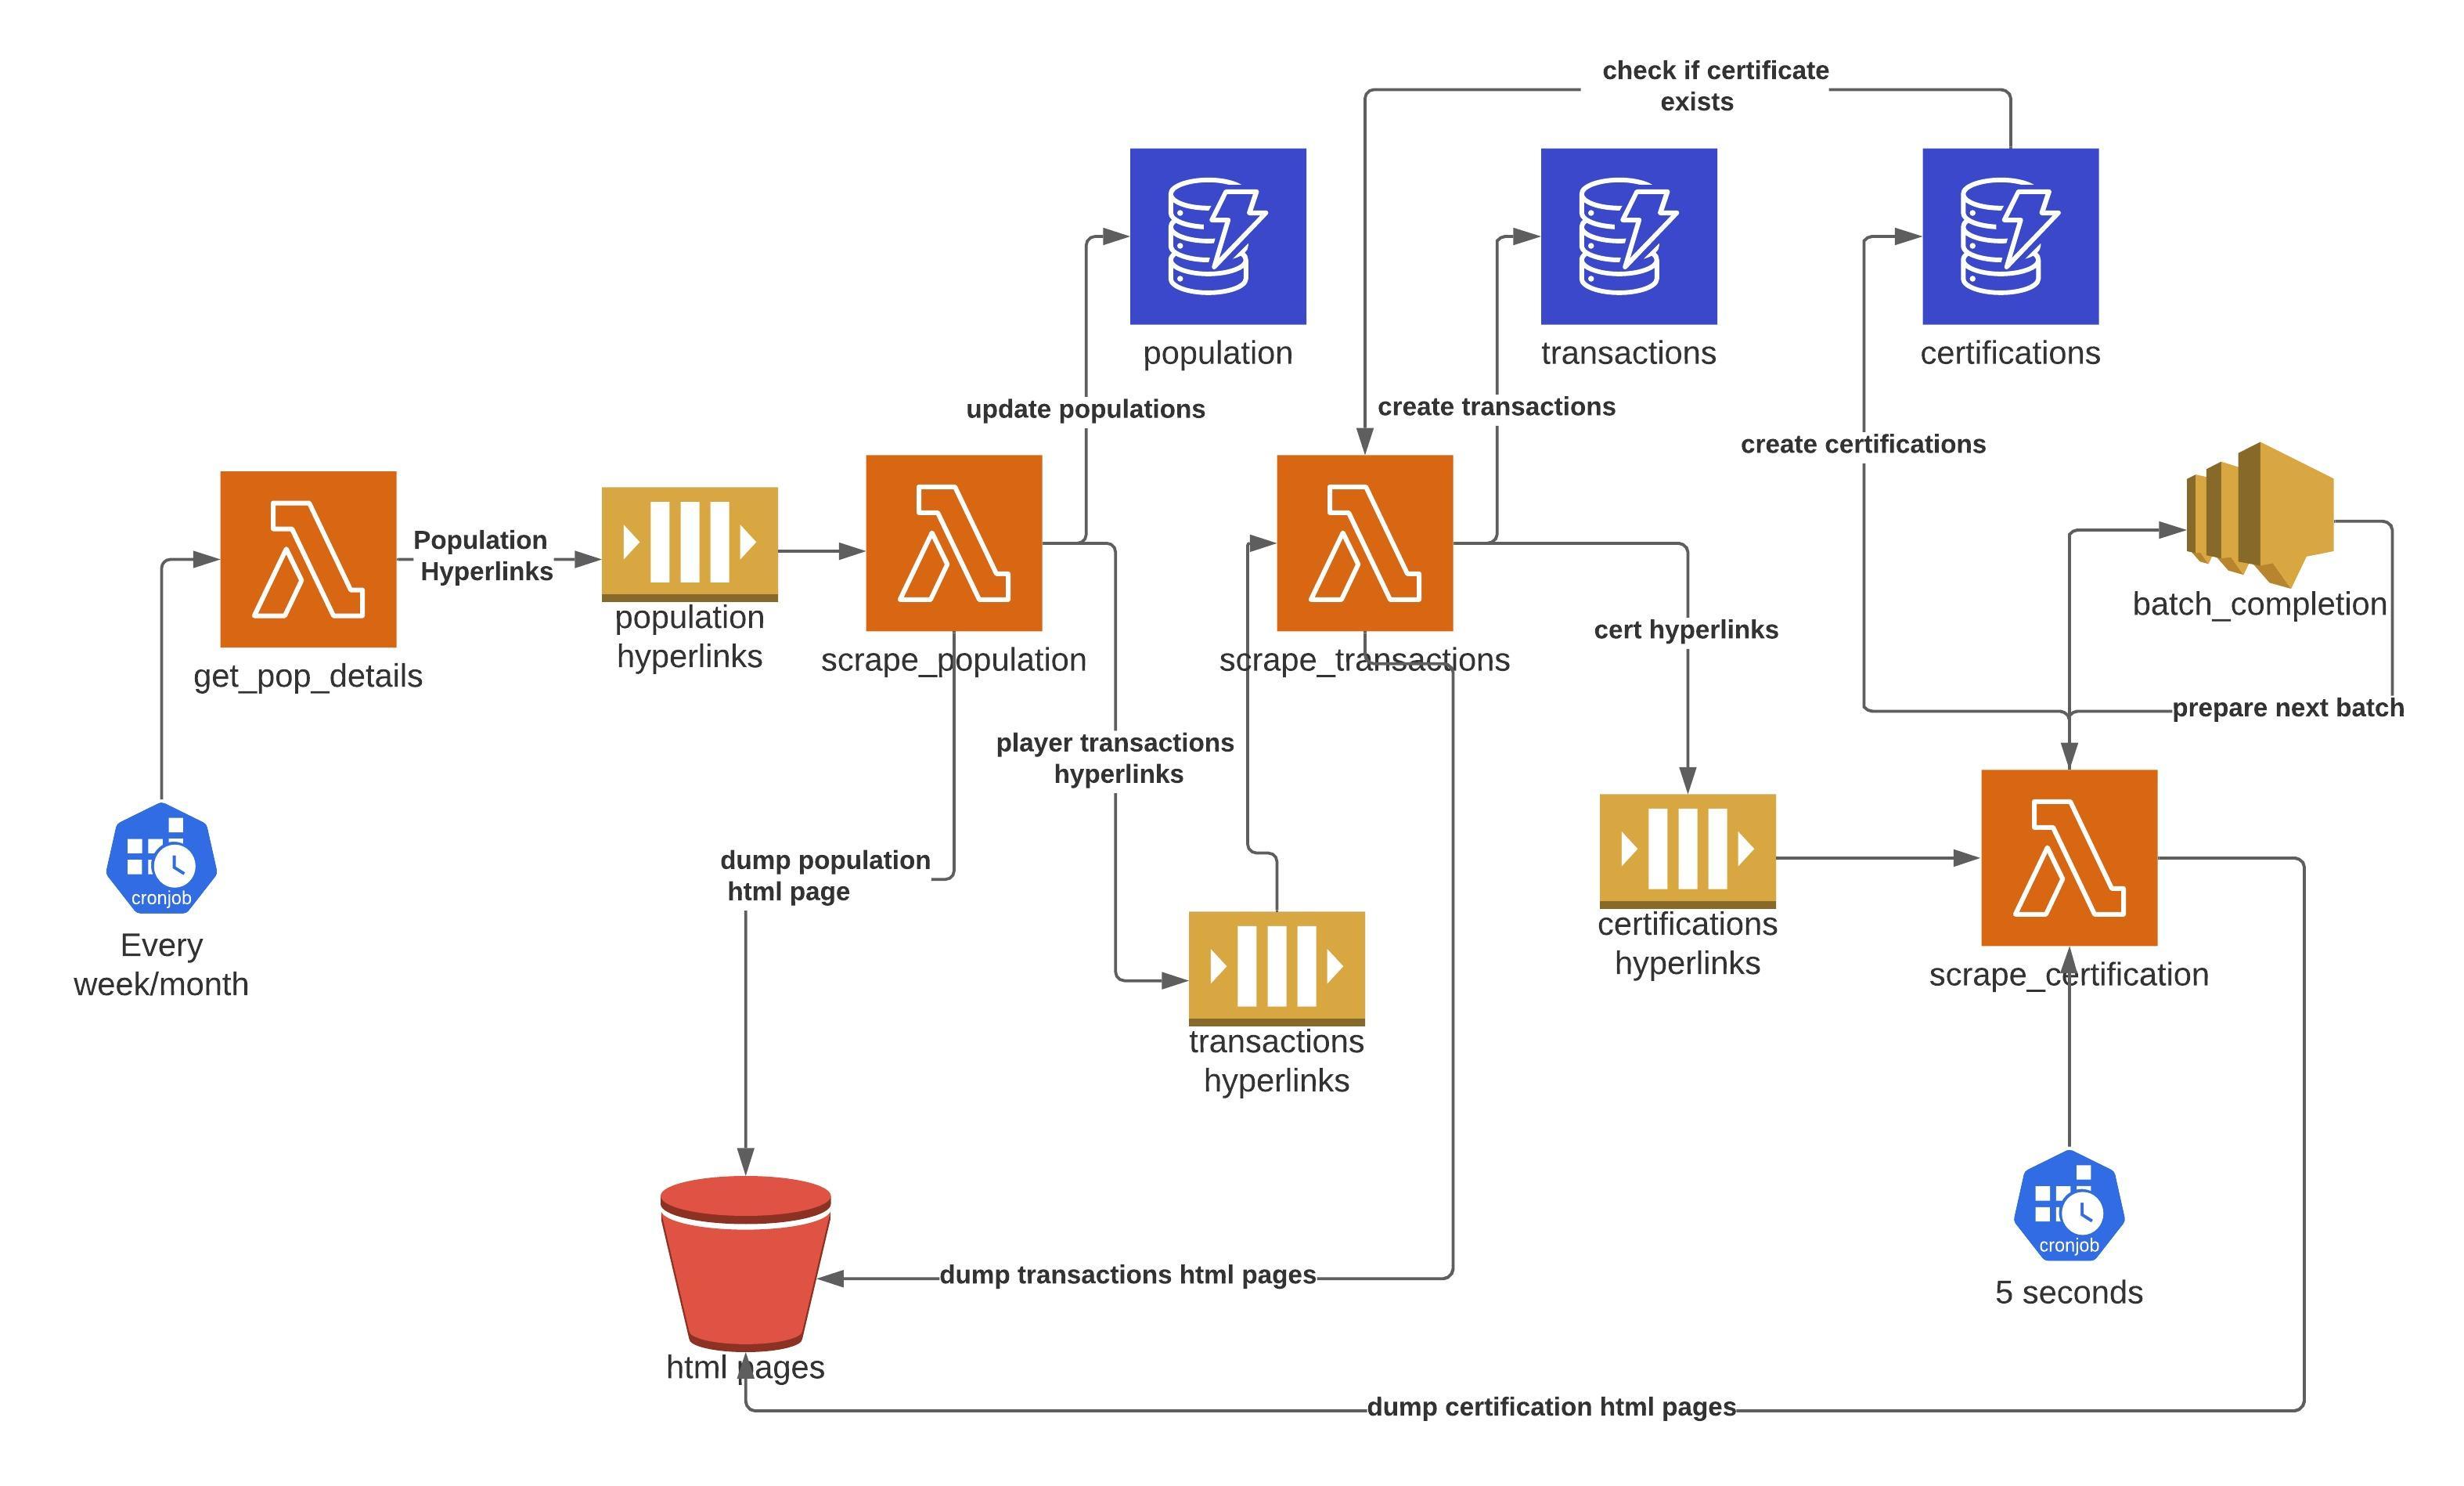 check if certificate
exists
population
transactions
certifications
update populations
create transactions
create certifications
Population
Hyperlinks
population
hyperlinks
get_pop_details
scrape_population
scrape_transactions
cert hyperlinks
batch_completion
prepare next batch
player transactions
hyperlinks
dump population
html page
cronjob
Every
week/month
certifications
hyperlinks
scrape_certification
transactions
hyperlinks
cronjob
5 seconds
dump transactions html pages
html pages
dump certification html pages